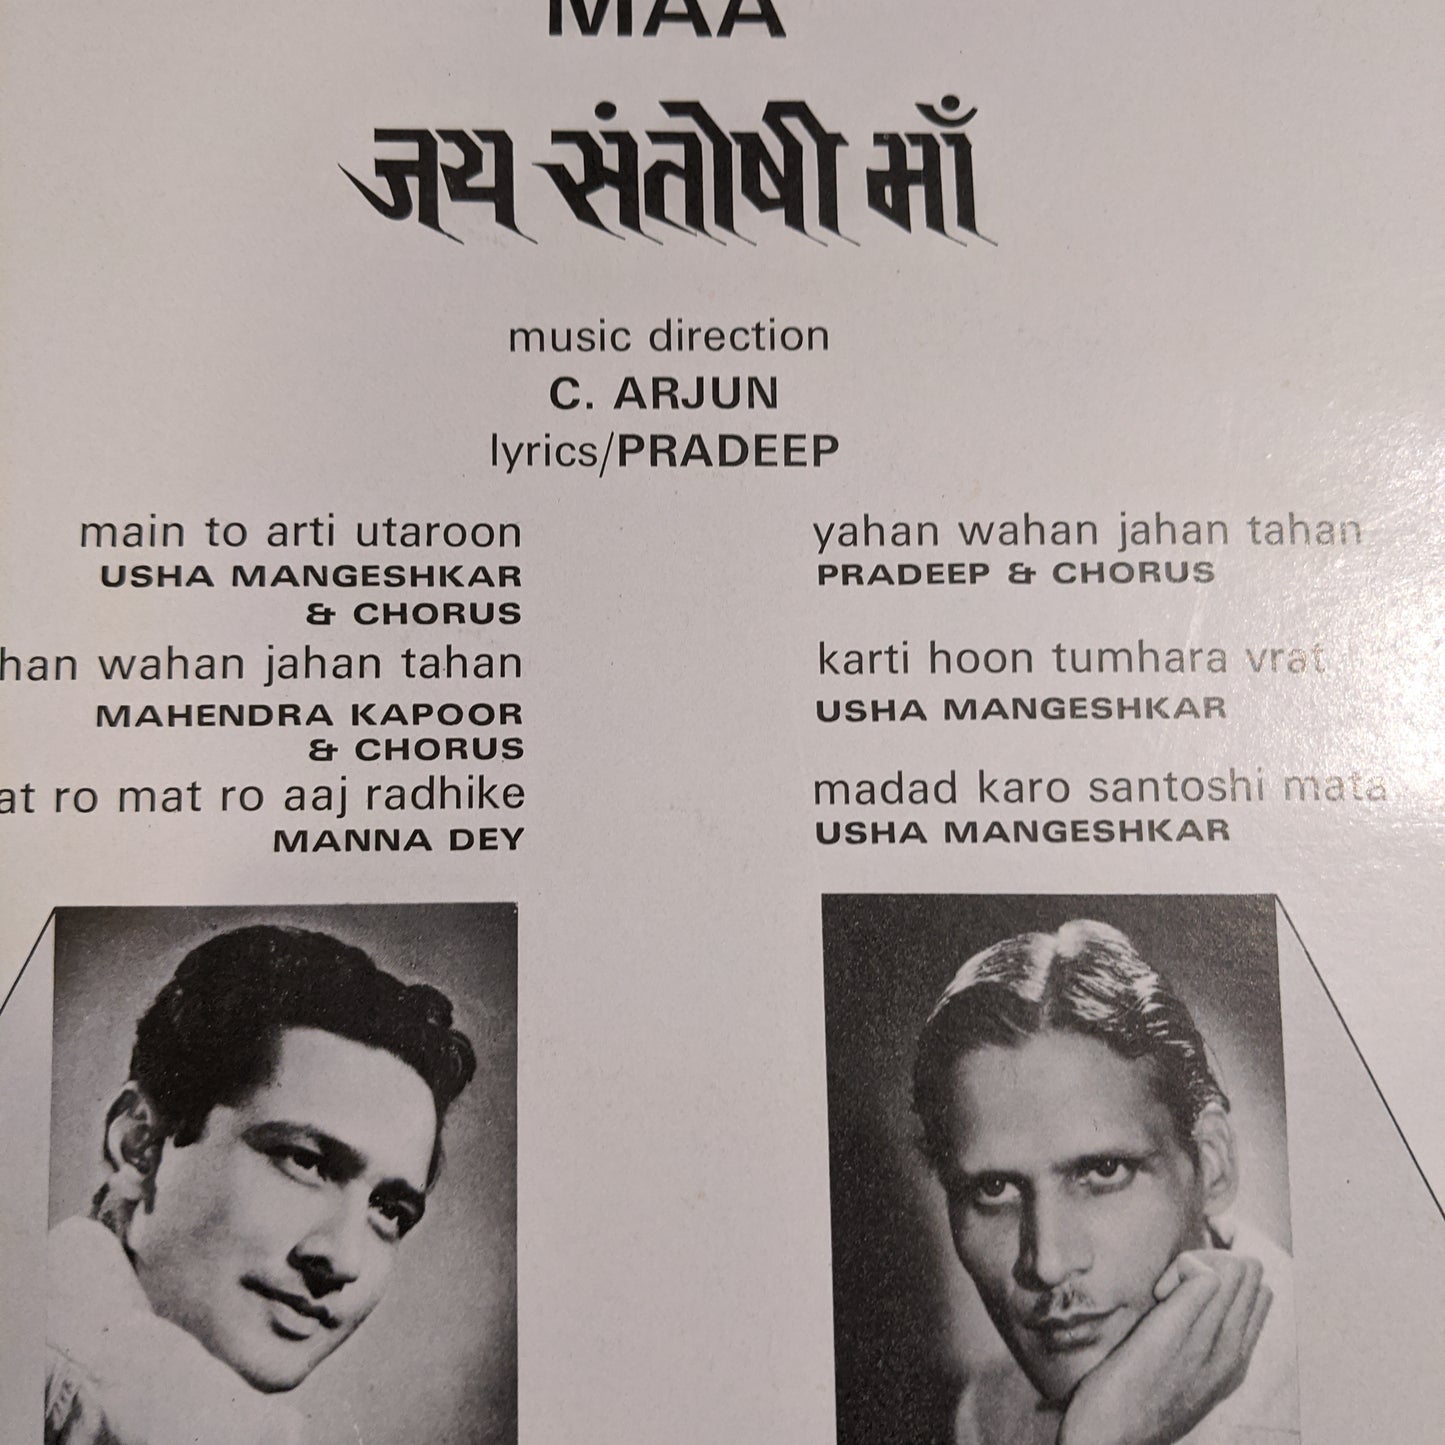 MAA
जय संतोषी माँ
music direction
C. ARJUN
lyrics/PRADEEP
main to arti utaroon
USHA MANGESHKAR
& CHORUS
han wahan jahan tahan
MAHENDRA KAPOOR
& CHORUS
at ro mat ro aaj radhike
MANNA DEY
yahan wahan jahan tahan
PRADEEP & CHORUS
karti hoon tumhara vrat
USHA MANGESHKAR
madad karo santoshi mata
USHA MANGESHKAR